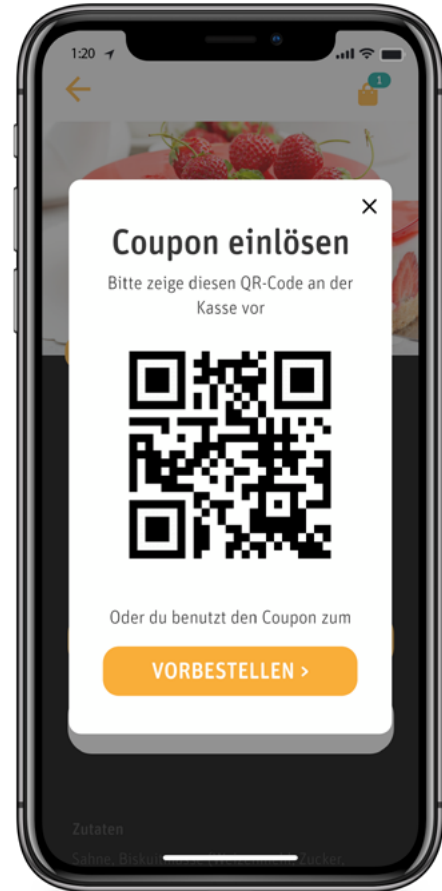 1:20
1
Coupon einlösen
Bitte zeige diesen QR-Code an der
Kasse vor
Oder du benutzt den Coupon zum
VORBESTELLEN >
Zutaten
Sahne, Zucker,